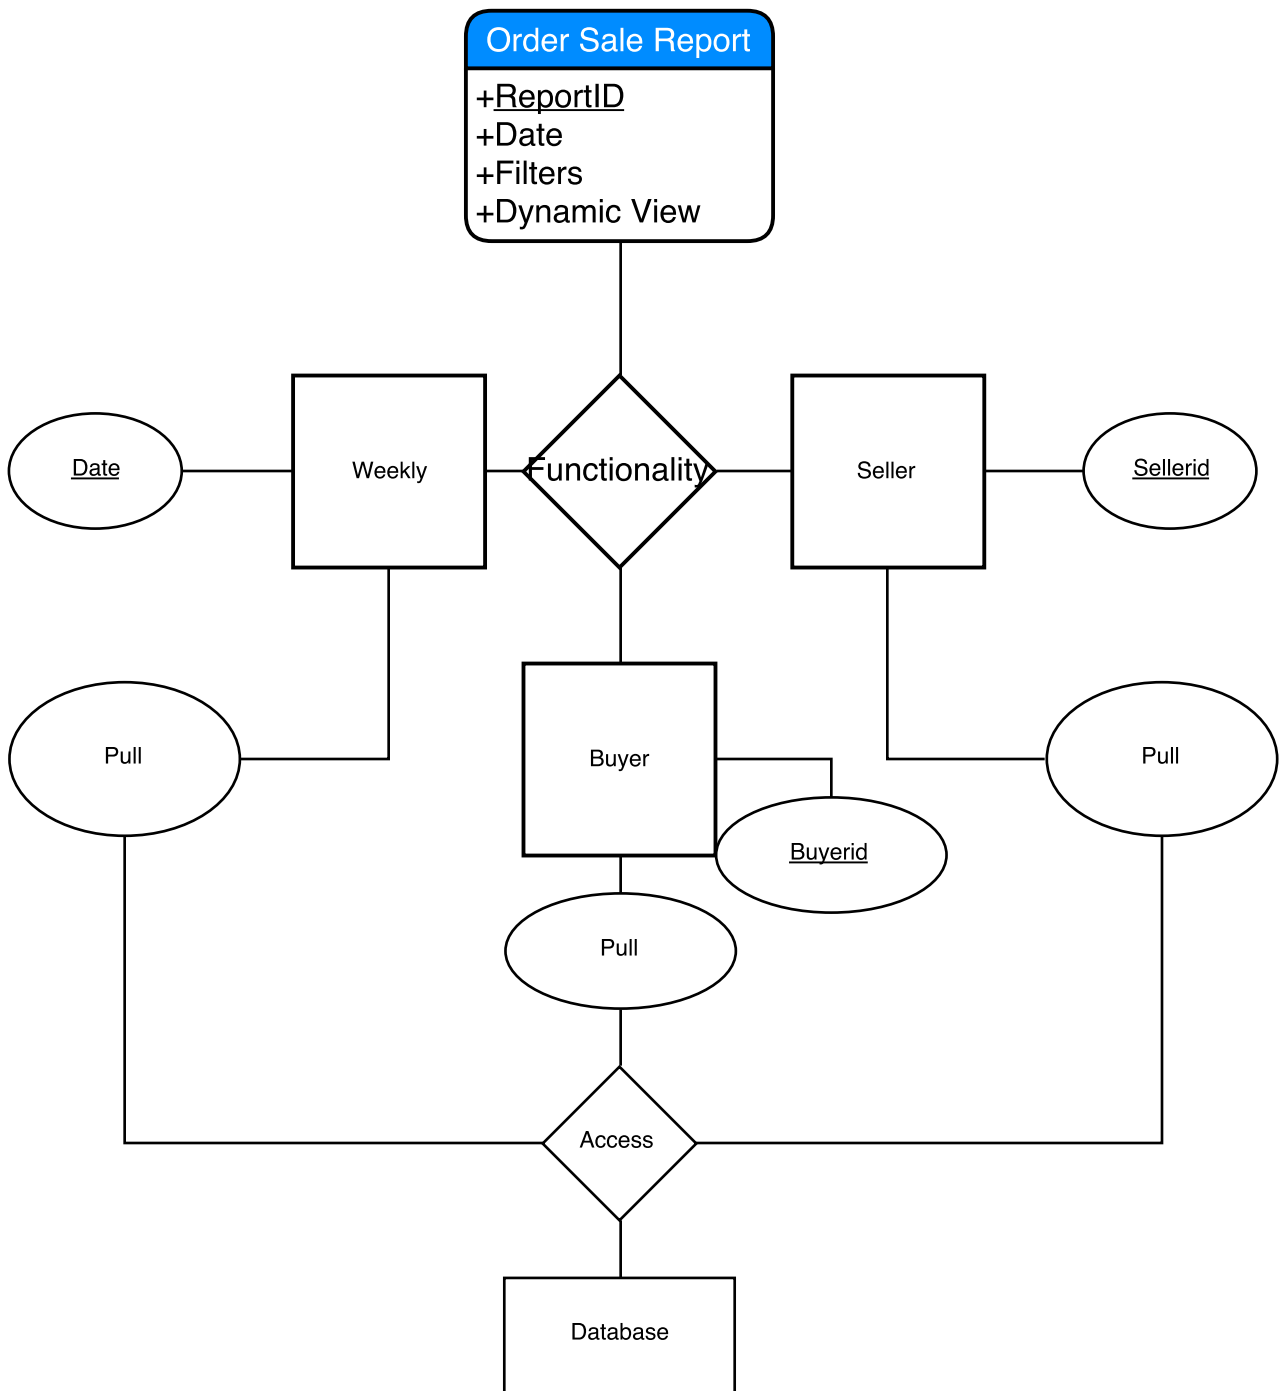 Order Sale Report
+ReportID
+Date
+Filters
+Dynamic View
Date
Weekly
Functionality
Seller
Sellerid
Pull
Buyer
Pull
Buyerid
Pull
Access
Database